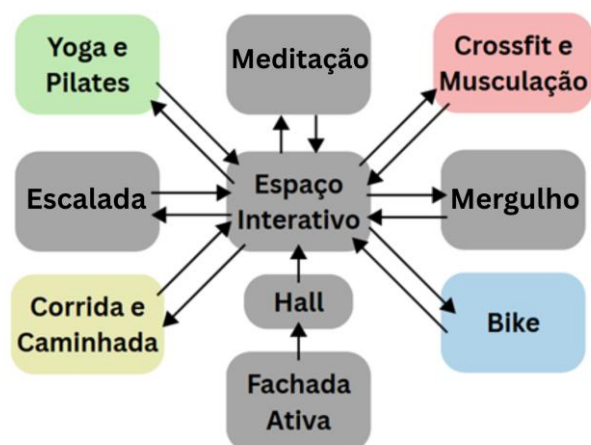 Yoga e
Pilates
Meditação
Crossfit e
Musculação
Escalada
Espaço
Interativo
Mergulho
Corrida e
Caminhada
Hall
Bike
Fachada
Ativa